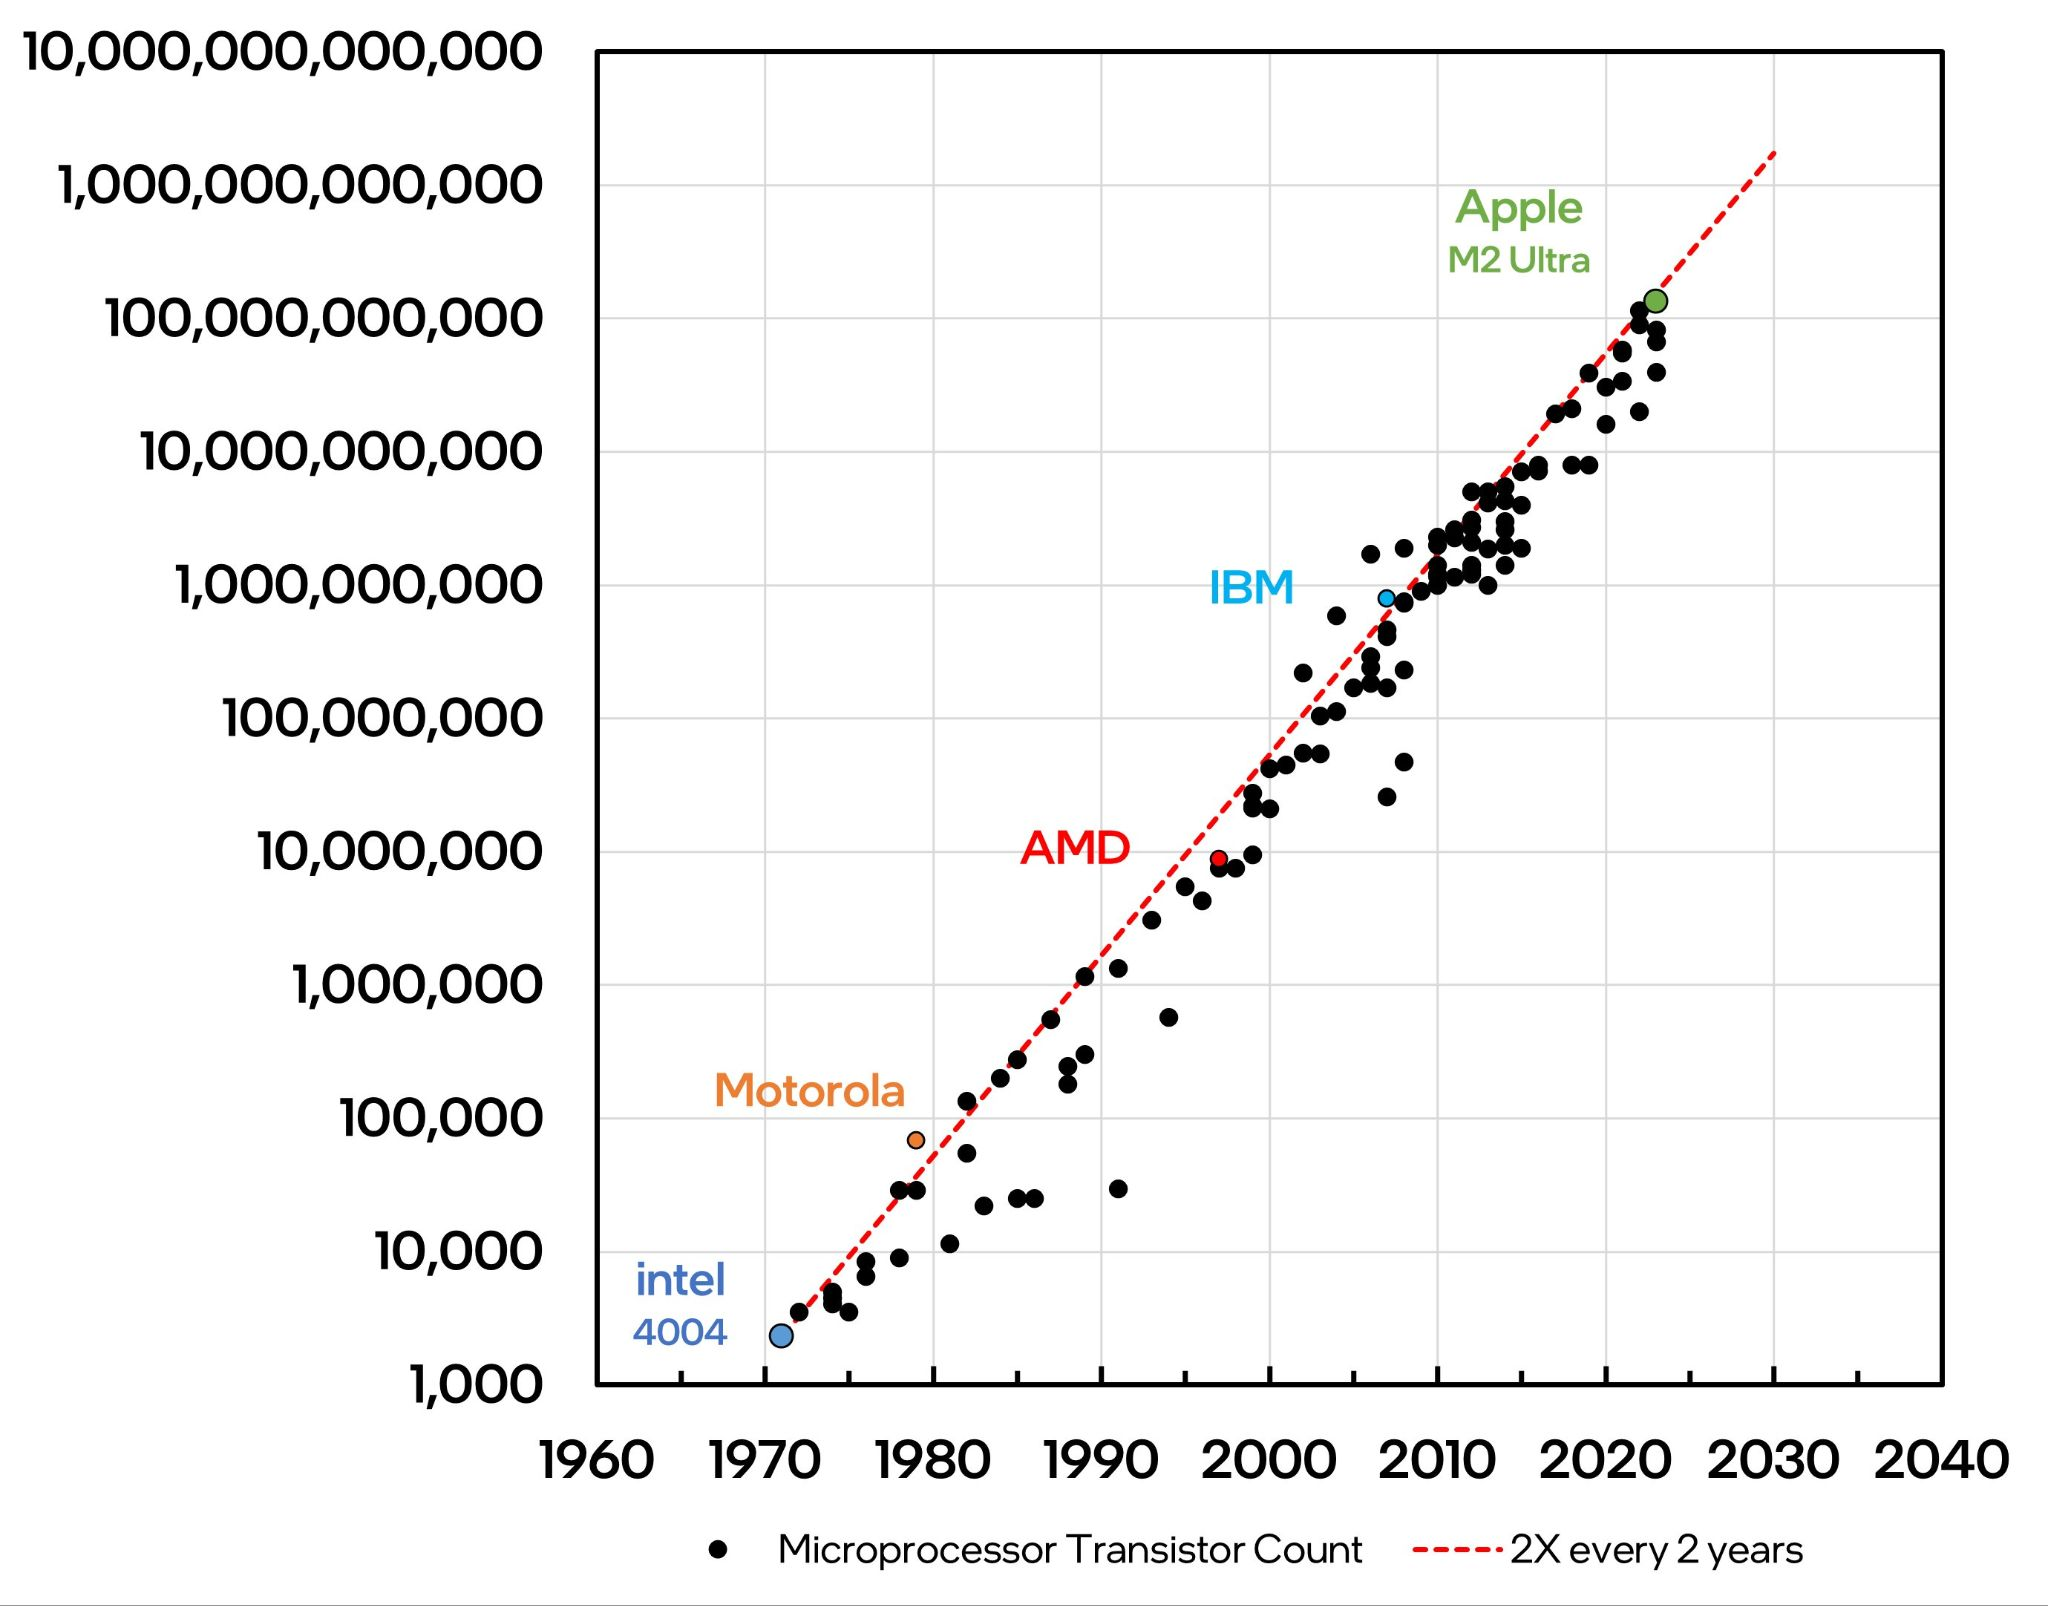 10,000,000,000,000
1,000,000,000,000
100,000,000,000
10,000,000,000
1,000,000,000
100,000,000
10,000,000
1,000,000
100,000
10,000
1,000
Apple
M2 Ultra
IBM
AMD
Motorola
intel
4004
1960 1970 1980 1990 2000 2010 2020 2030 2040
Microprocessor Transistor Count 2X every 2 years